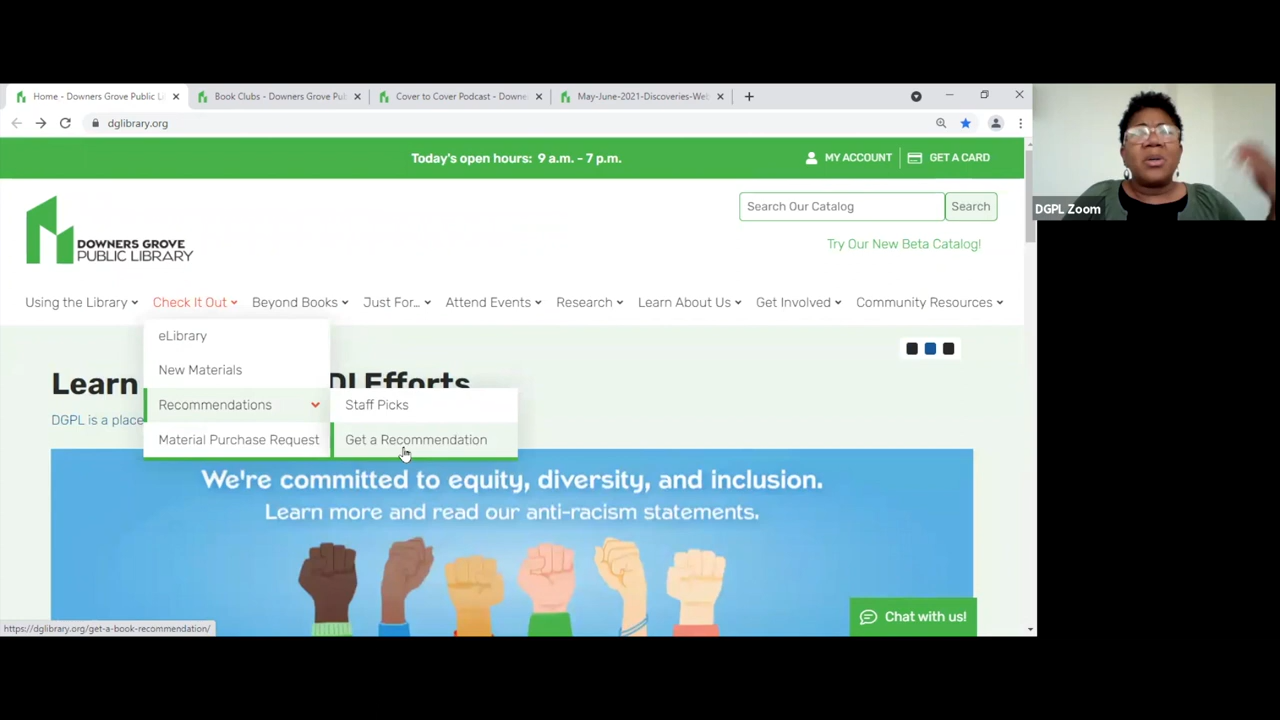 Home - Downers Grove Public Li
Book Clubs - Downers Grove Pub
Cover to Cover Podcast - Downe
May-June-2021-Discoveries-Web
dglibrary.org
Today's open hours: 9 a.m. - 7 p.m.
MY ACCOUNT
GET A CARD
DGPL Zoom
Search Our Catalog
Search
DOWNERS GROVE
PUBLIC LIBRARY
Try Our New Beta Catalog!
Using the Library
Check It Out
Beyond Books
Just For...
Attend Events
Research
Learn About Us
Get Involved
Community Resources
eLibrary
New Materials
Recommendations
Material Purchase Request
Staff Picks
Get a Recommendation
Learn
DI Efforts
DGPL is a place
We're committed to equity, diversity, and inclusion.
Learn more and read our anti-racism statements.
Chat with us!
https://dglibrary.org/get-a-book-recommendation/